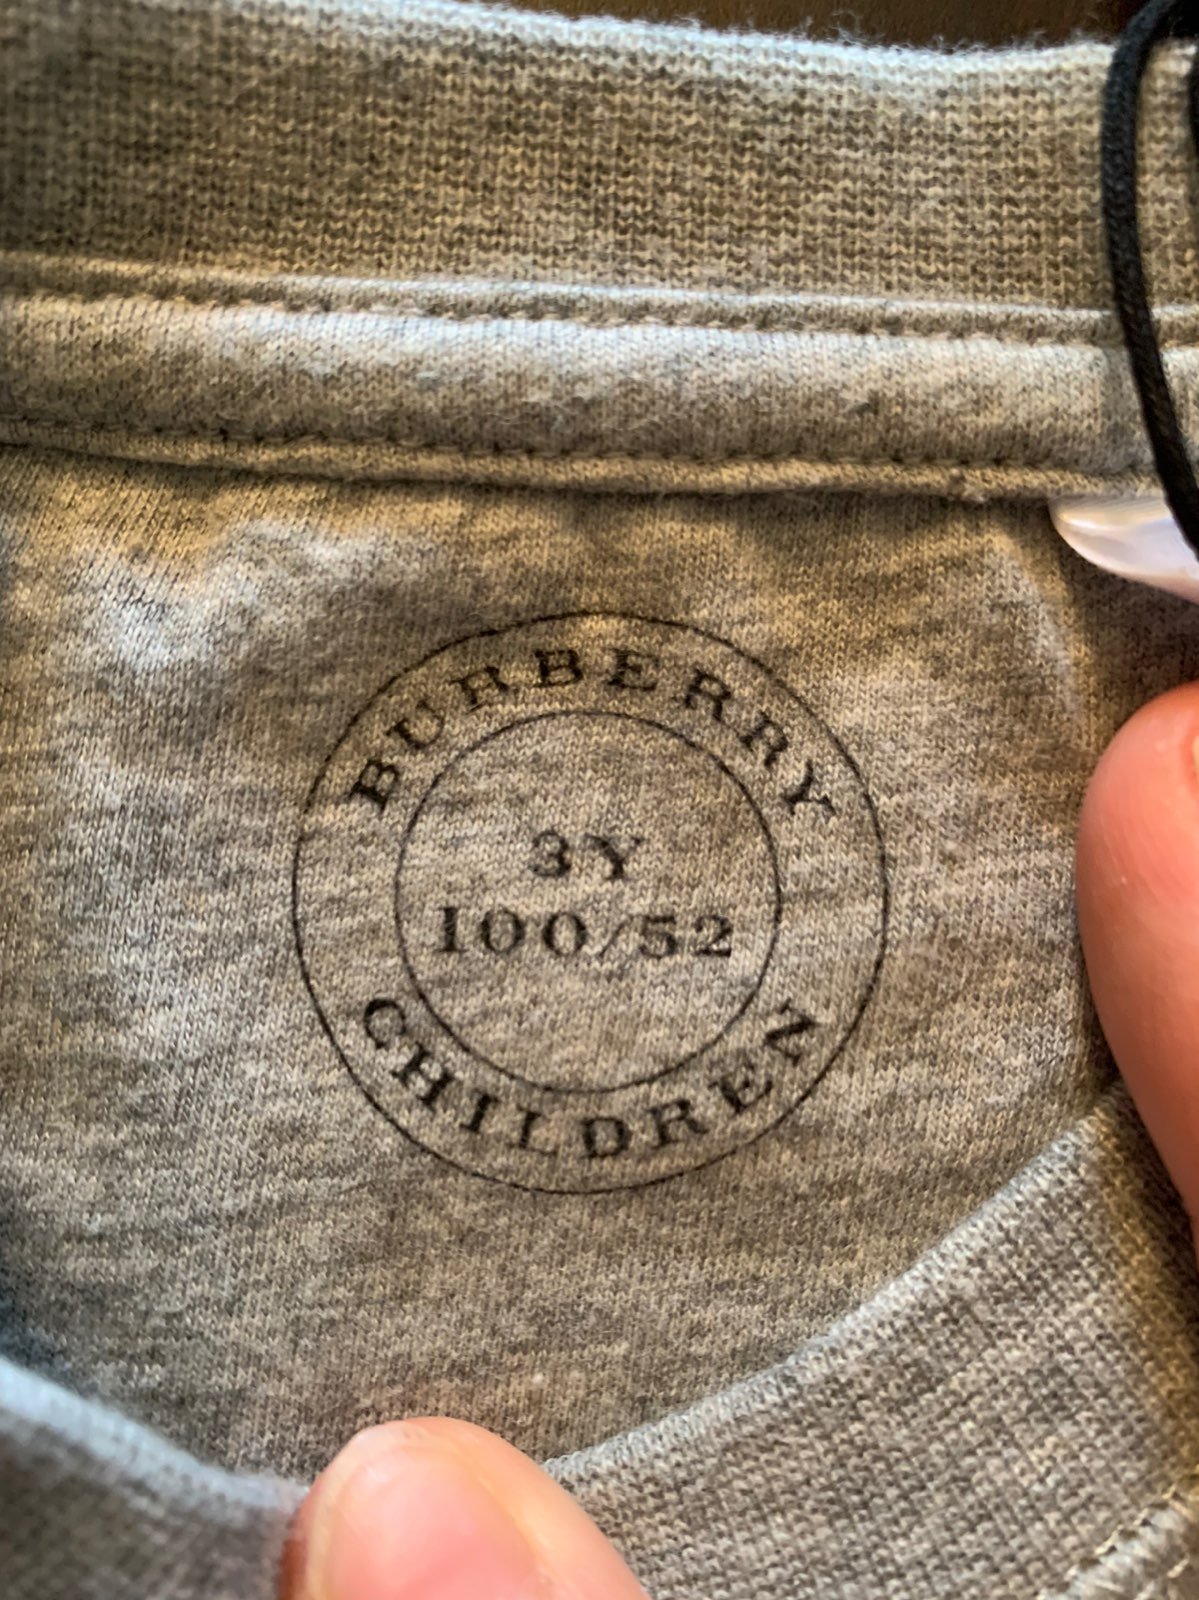 BURBERRY
3Y
100/52
CHILDREN